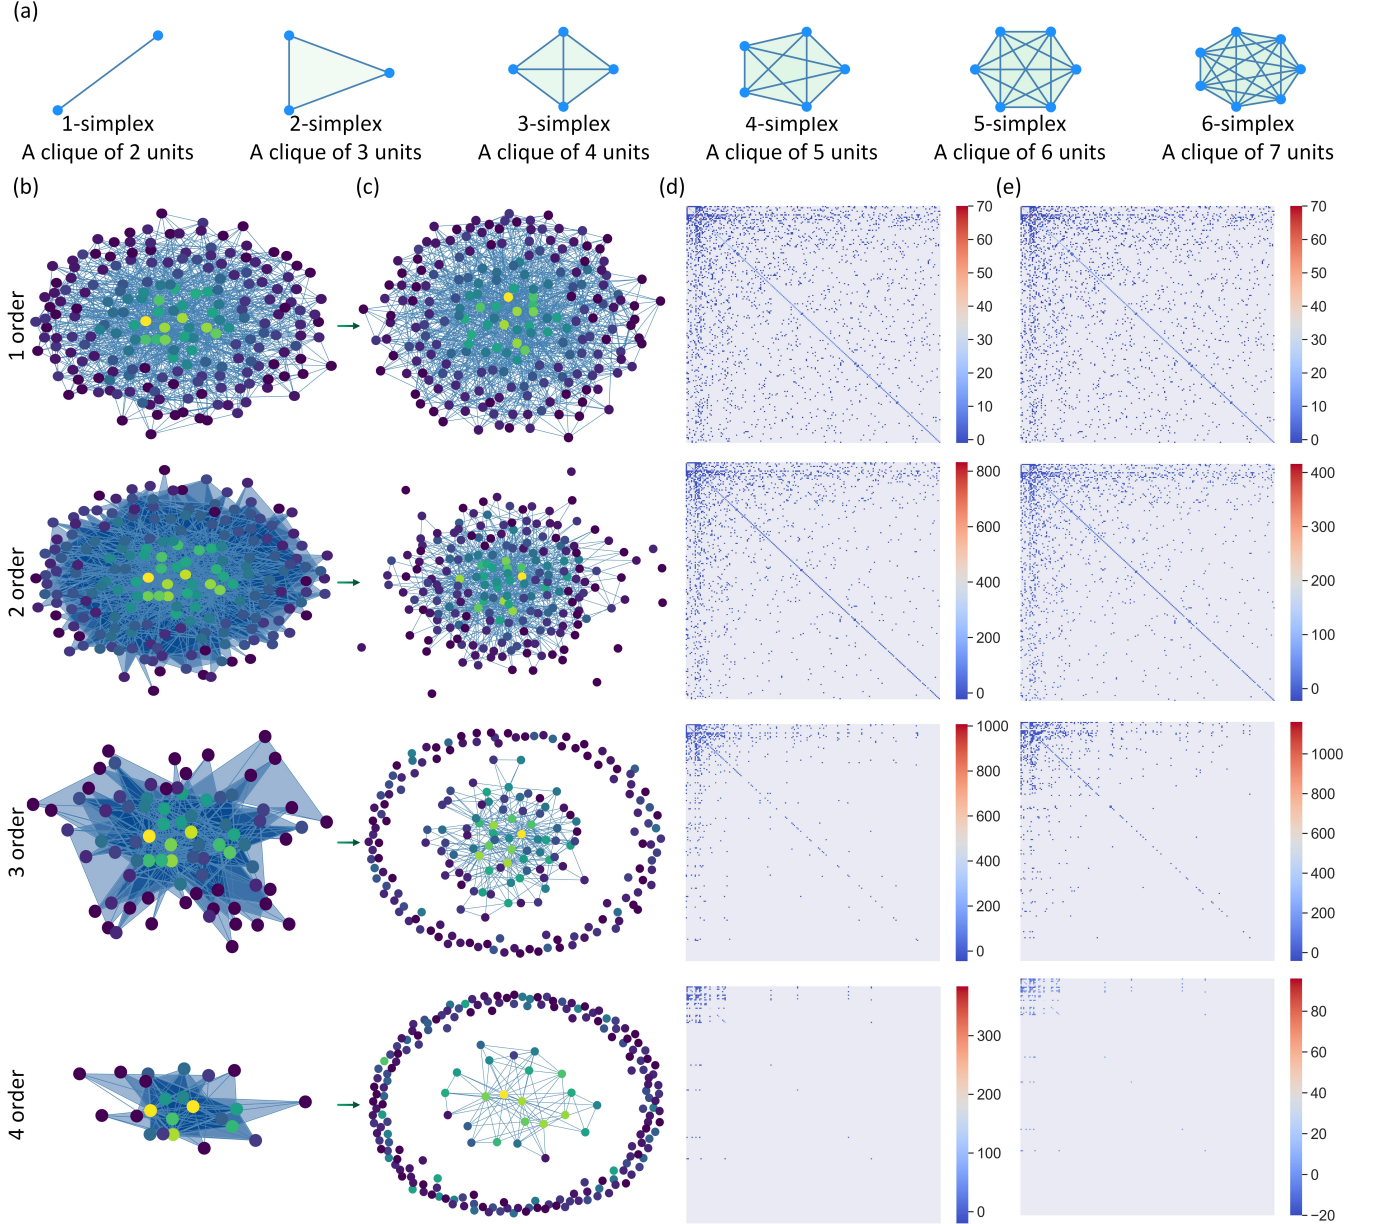 (a)
1-simplex
A clique of 2 units
2-simplex
A clique of 3 units
3-simplex
A clique of 4 units
4-simplex
A clique of 5 units
5-simplex
A clique of 6 units
6-simplex
A clique of 7 units
(b)
(c)
(d)
(e)
1 order
70
60
50
40
30
20
10
0
70
60
50
40
30
20
10
0
2 order
800
600
400
200
0
400
300
200
100
0
3 order
1000
800
600
400
200
0
1000
800
600
400
200
0
4 order
300
200
100
0
80
60
40
20
0
−20